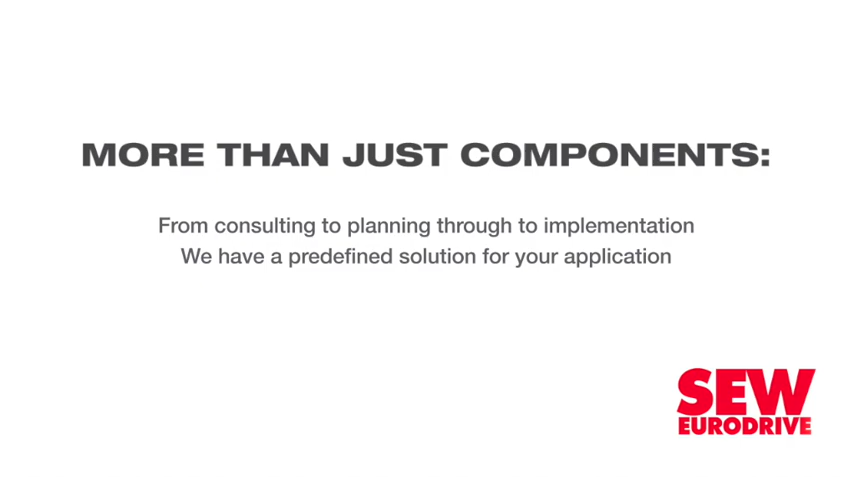 MORE THAN JUST COMPONENTS:
From consulting to planning through to implementation
We have a predefined solution for your application
SEW
EURODRIVE